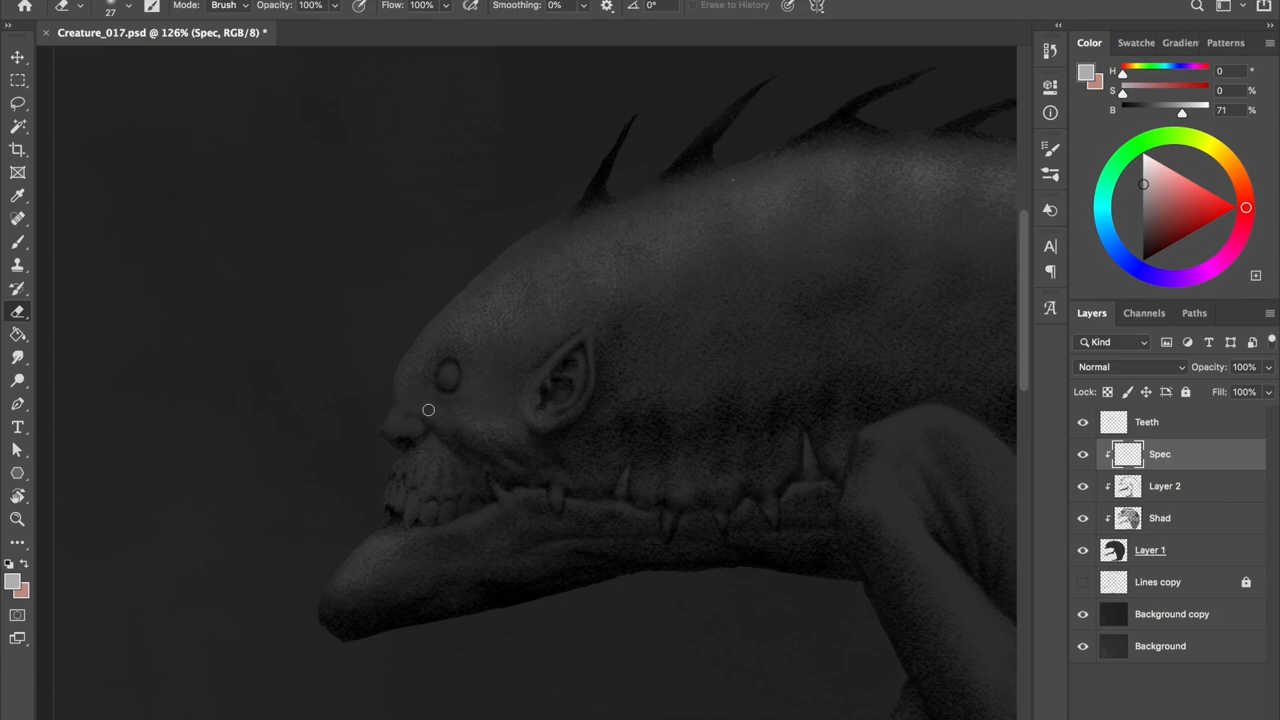 Mode: Brush Opacity: 100% Flow: 100% Smoothing: 0% 0° Erase to History
27
Creature_017.psd @ 126% (Spec, RGB/8) *
Color Swatche Gradien Patterns
H 0 °
S 0 %
B 71 %
Layers Channels Paths
Kind
Normal Opacity: 100%
Lock: Fill: 100%
Teeth
Spec
Layer 2
Shad
Layer 1
Lines copy
Background copy
Background